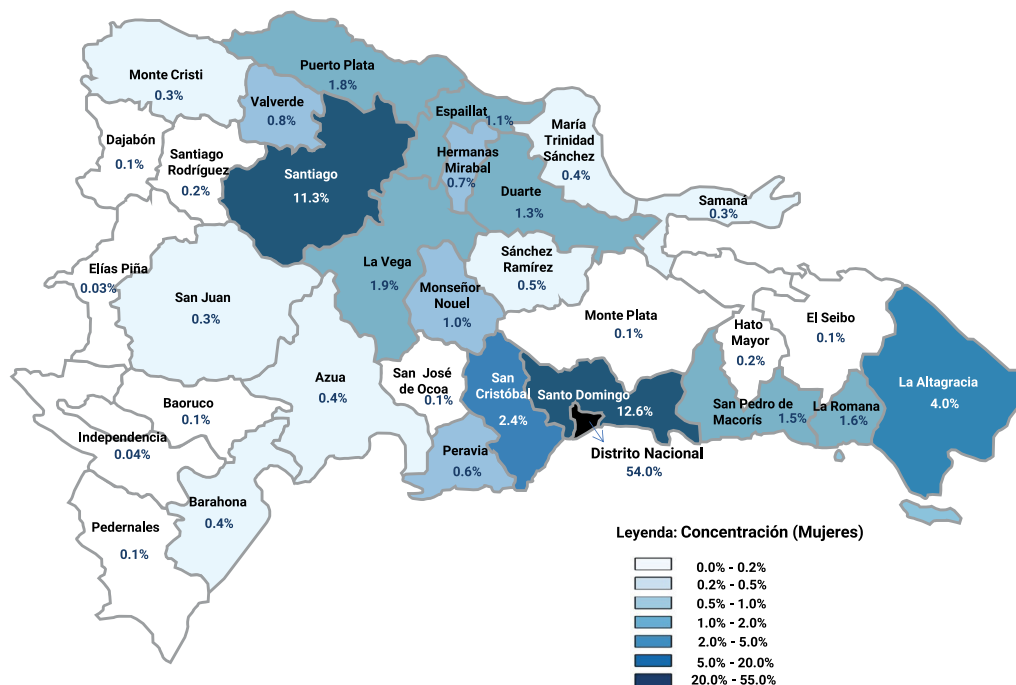 Puerto Plata
1.8%
Monte Cristi
0.3%
Valverde
0.8%
Espaillat
1.1%
María
Trinidad
Sánchez
0.4%
Dajabón
0.1%
Santiago
Rodríguez
0.2%
Santiago
11.3%
Hermanas
Mirabal
0.7%
Duarte
1.3%
Samaná
0.3%
Elías Piña
0.03%
San Juan
0.3%
La Vega
1.9%
Sánchez
Ramírez
0.5%
Monseñor
Nouel
1.0%
Monte Plata
0.1%
Hato
Mayor
0.2%
El Seibo
0.1%
La Altagracia
4.0%
Azua
0.4%
San José
de Ocoa
0.1%
San
Cristóbal
2.4%
Santo Domingo
12.6%
San Pedro de
Macorís
1.5%
La Romana
1.6%
Baoruco
0.1%
Independencia
0.04%
Peravia
0.6%
Distrito Nacional
54.0%
Barahona
0.4%
Pedernales
0.1%
Leyenda: Concentración (Mujeres)
0.0% - 0.2%
0.2% - 0.5%
0.5% - 1.0%
1.0% - 2.0%
2.0% - 5.0%
5.0% - 20.0%
20.0% - 55.0%